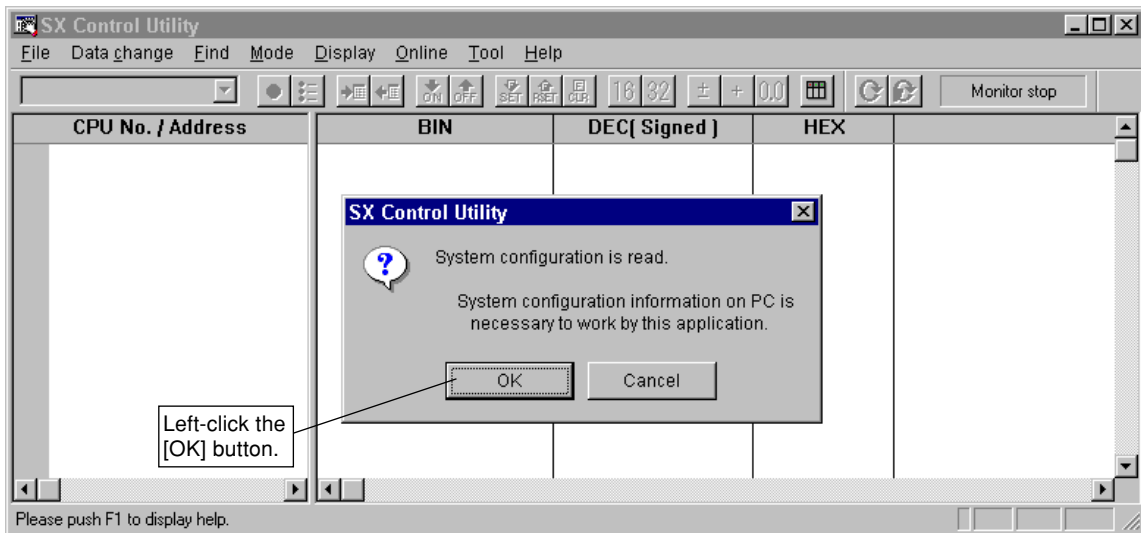 SX Control Utility
File Data change Find Mode Display Online Tool Help
ON OFF SET RSET CLR 16 32 ± + 0.0 Monitor stop
CPU No. / Address BIN DEC( Signed ) HEX
SX Control Utility
System configuration is read.
System configuration information on PC is
necessary to work by this application.
OK Cancel
Left-click the
[OK] button.
Please push F1 to display help.